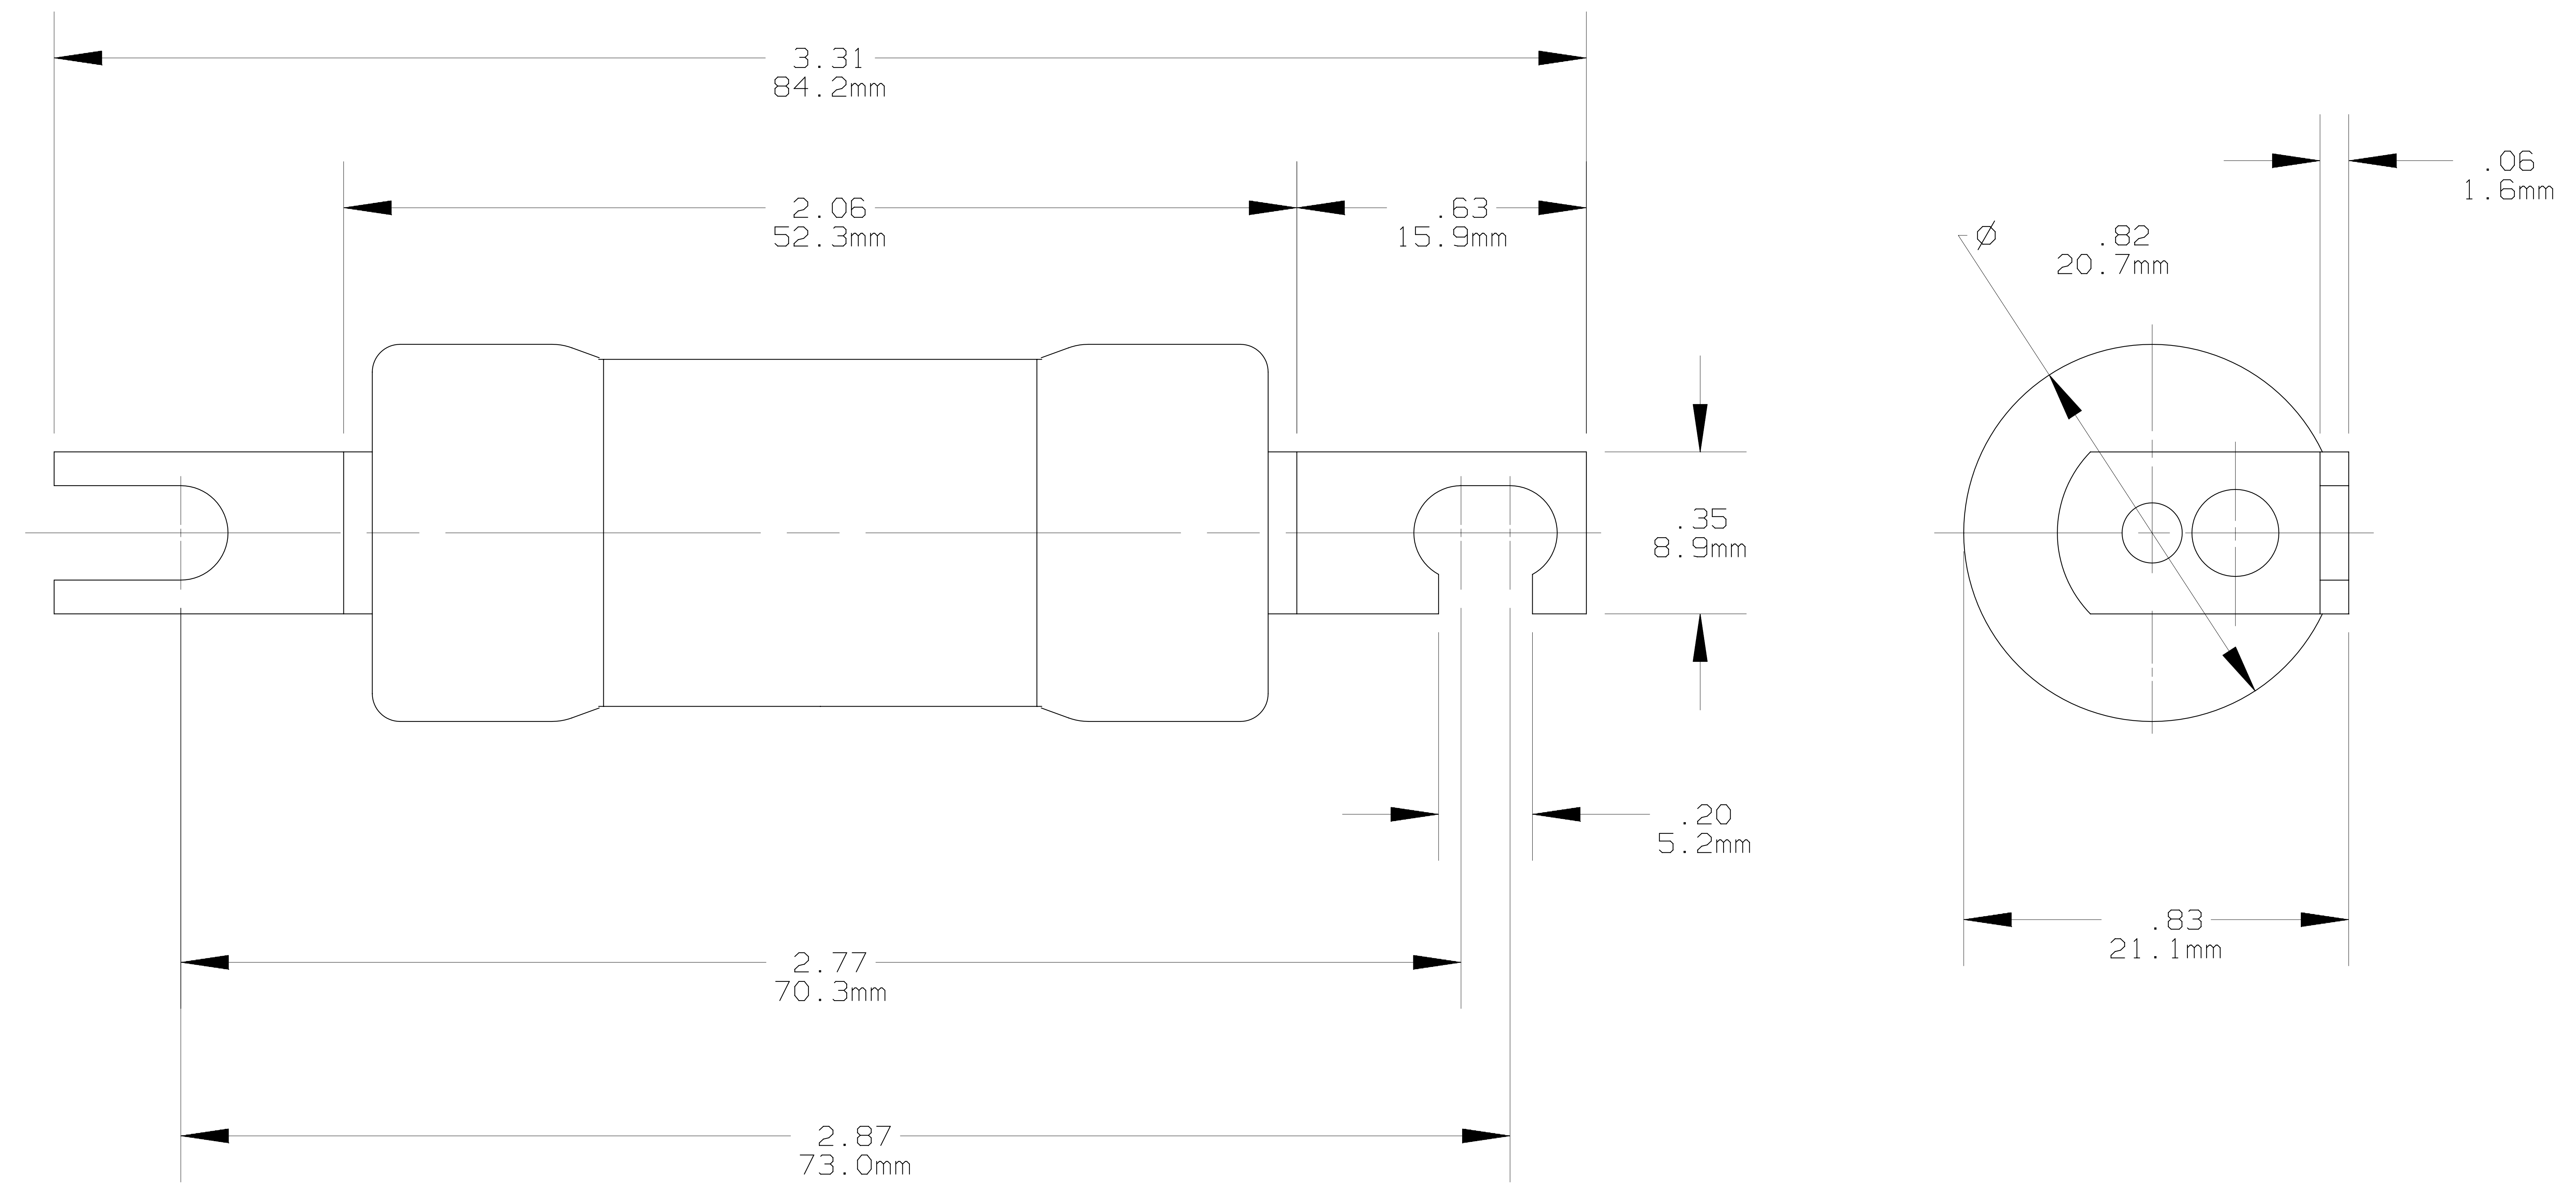 3.31
84.2mm
.06
1.6mm
2.06
52.3mm
.63
15.9mm
Ø .82
20.7mm
.35
8.9mm
.20
5.2mm
.83
21.1mm
2.77
70.3mm
2.87
73.0mm